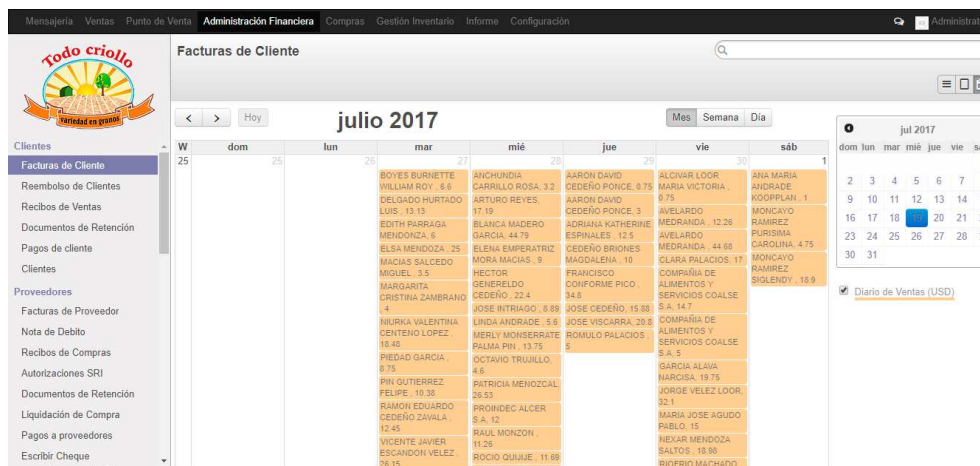 Mensajería Ventas Punto de Venta Administración Financiera Compras Gestión Inventario Informe Configuración
Todo criollo
variedad en granos
Facturas de Cliente
Hoy
julio 2017
Mes Semana Día
Clientes
Facturas de Cliente
Reembolso de Clientes
Recibos de Ventas
Documentos de Retención
Pagos de cliente
Clientes
Proveedores
Facturas de Proveedor
Nota de Debito
Recibos de Compras
Autorizaciones SRI
Documentos de Retención
Liquidación de Compra
Pagos a proveedores
Escribir Cheque
W dom lun mar mié jue vie sáb
25 25 26 27 28 29 30 1
BOYES BURNETTE
WILLIAM ROY , 6.6
DELGADO HURTADO
LUIS , 13.13
EDITH PARRAGA
MENDONZA, 6
ELSA MENDOZA , 25
MACIAS SALCEDO
MIGUEL , 3.5
MARGARITA
CRISTINA ZAMBRANO
, 4
NIURKA VALENTINA
CENTENO LOPEZ ,
18.48
PIEDAD GARCIA ,
8.75
PIN GUTIERREZ
FELIPE , 10.38
RAMON EDUARDO
CEDEÑO ZAVALA ,
12.45
VICENTE JAVIER
ESCANDON VELEZ ,
26.15
ANCHUNDIA
CARRILLO ROSA, 3.2
ARTURO REYES,
17.19
BLANCA MADERO
GARCIA, 44.79
ELENA EMPERATRIZ
MORA MACIAS , 9
HECTOR
GENERELDO
CEDEÑO , 22.4
JOSE INTRIAGO , 8.89
LINDA ANDRADE , 5.6
MERLY MONSERRATE
PALMA PIN , 13.75
OCTAVIO TRUJILLO,
4.6
PATRICIA MENOZCAL,
26.53
PROINDEC ALCER
S.A, 12
RAUL MONZON ,
11.26
ROCIO QUIJIJE , 11.69
AARON DAVID
CEDEÑO PONCE, 0.75
AARON DAVID
CEDEÑO PONCE, 3
ADRIANA KATHERINE
ESPINALES , 12.5
CEDEÑO BRIONES
MAGDALENA , 10
FRANCISCO
CONFORME PICO ,
34.8
JOSE CEDEÑO, 15.88
JOSE VISCARRA, 20.8
ROMULO PALACIOS ,
5
ALCIVAR LOOR
MARIA VICTORIA ,
0.75
AVELARDO
MEDRANDA , 12.26
AVELARDO
MEDRANDA , 44.68
CLARA PALACIOS, 17
COMPAÑIA DE
ALIMENTOS Y
SERVICIOS COALSE
S.A, 14.7
COMPAÑIA DE
ALIMENTOS Y
SERVICIOS COALSE
S.A, 5
GARCIA ALAVA
NARCISA, 19.75
JORGE VELEZ LOOR,
32.1
MARIA JOSE AGUDO
PABLO, 15
NEXAR MENDOZA
SALTOS , 18.98
RIOFRIO MACHADO
ANA MARIA
ANDRADE
KOOPPLAN , 1
MONCAYO
RAMIREZ
PURISIMA
CAROLINA, 4.75
MONCAYO
RAMIREZ
SIGLENDY , 18.9
jul 2017
dom lun mar mié jue vie
2 3 4 5 6 7
9 10 11 12 13 14
16 17 18 19 20 21
23 24 25 26 27 28
30 31
Diario de Ventas (USD)